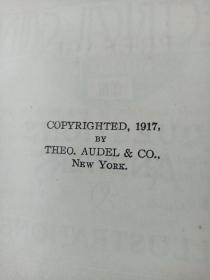 COPYRIGHTED, 1917,
BY
THEO. AUDEL & CO.,
NEW YORK.